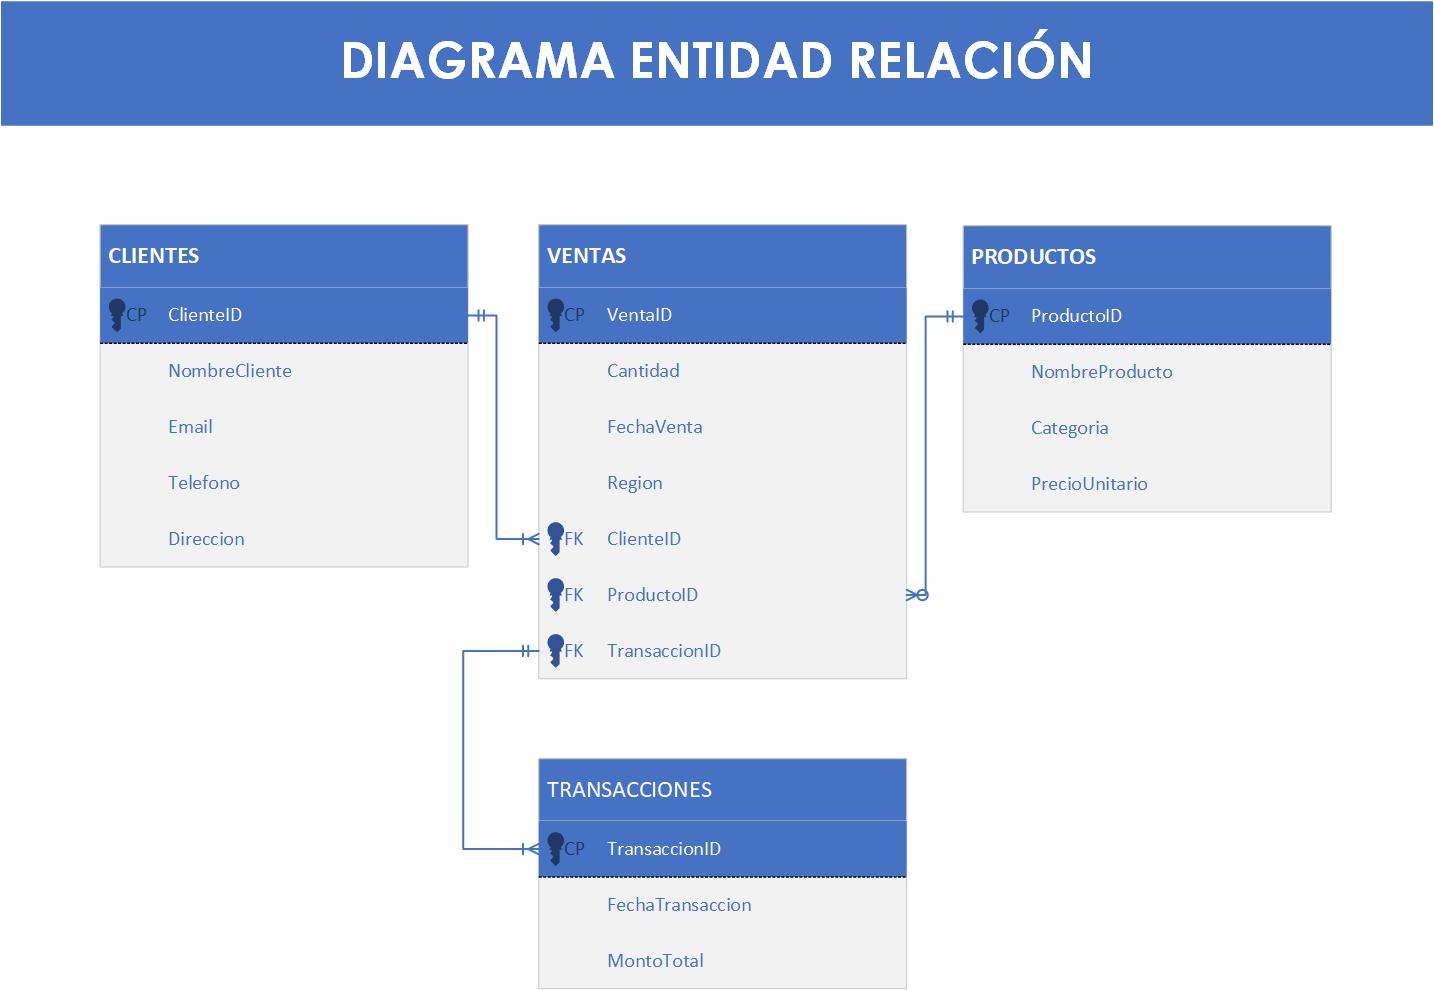 DIAGRAMA ENTIDAD RELACIÓN
CLIENTES
CP ClienteID
NombreCliente
Email
Telefono
Direccion
VENTAS
CP VentaID
Cantidad
FechaVenta
Region
FK ClienteID
FK ProductoID
FK TransaccionID
PRODUCTOS
CP ProductoID
NombreProducto
Categoria
PrecioUnitario
TRANSACCIONES
CP TransaccionID
FechaTransaccion
MontoTotal